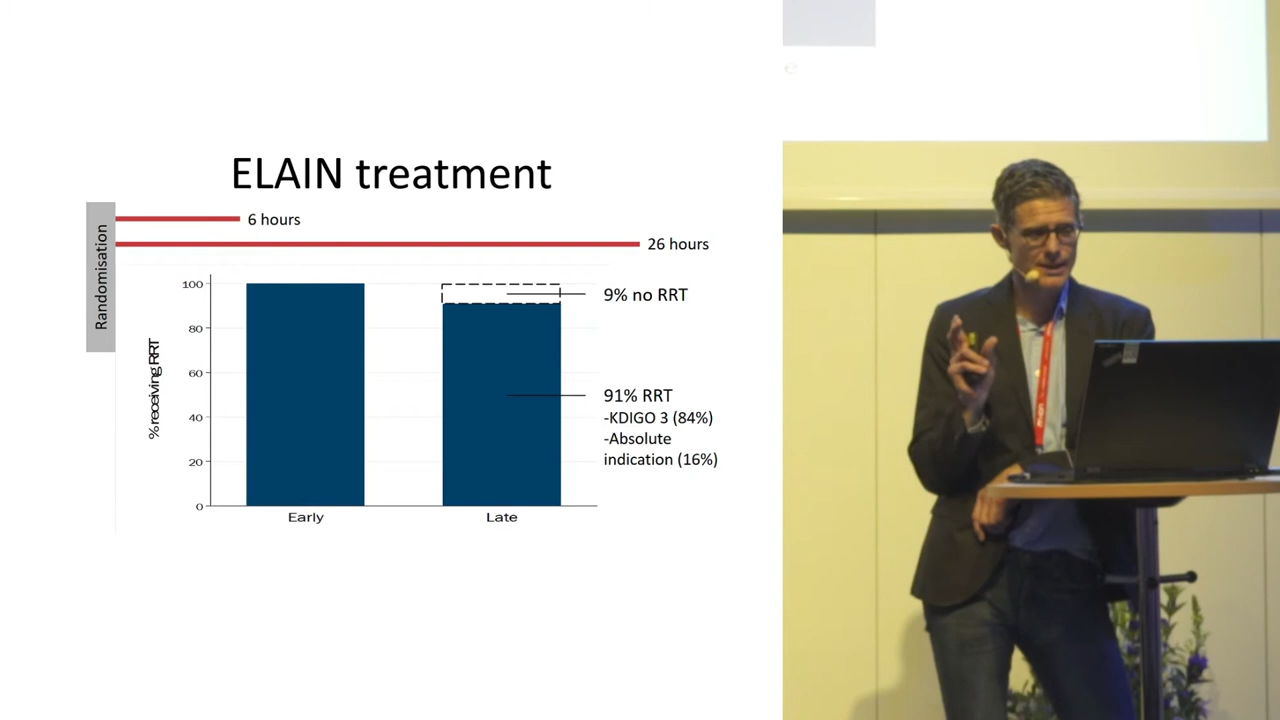 ELAIN treatment
Randomisation
6 hours
26 hours
% receiving RRT
100
80
60
40
20
0
Early
Late
9% no RRT
91% RRT
-KDIGO 3 (84%)
-Absolute
indication (16%)